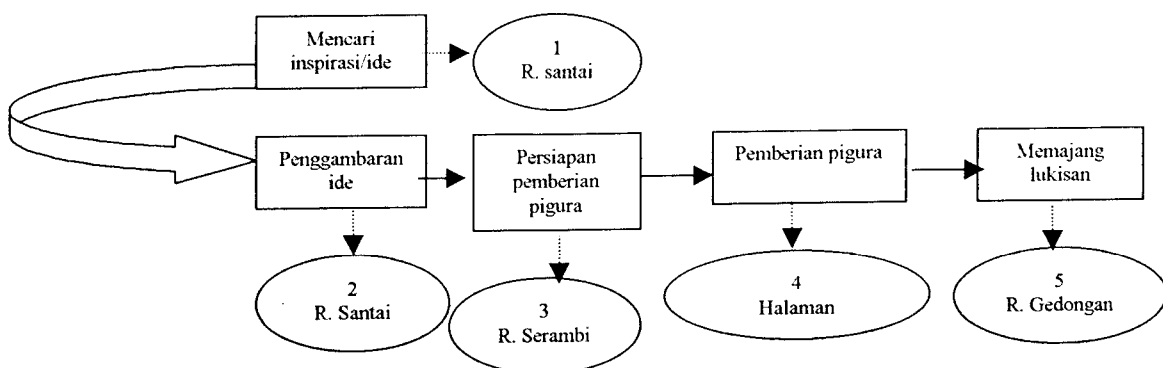 Mencari
inspirasi/ide
1
R. santai
Penggambaran
ide
Persiapan
pemberian
pigura
Pemberian pigura
Memajang
lukisan
2
R. Santai
3
R. Serambi
4
Halaman
5
R. Gedongan